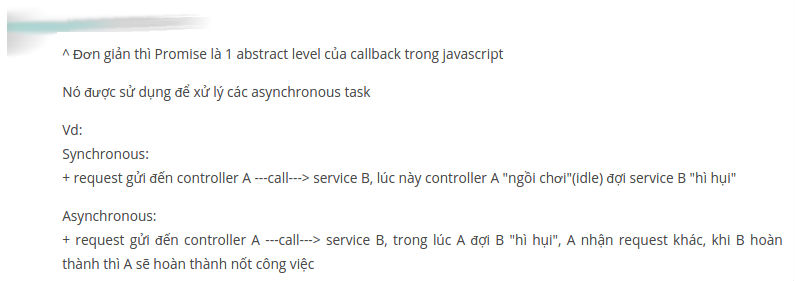 ^ Đơn giản thì Promise là 1 abstract level của callback trong javascript
Nó được sử dụng để xử lý các asynchronous task
Vd:
Synchronous:
+ request gửi đến controller A ---call---> service B, lúc này controller A "ngồi chơi"(idle) đợi service B "hì hụi"
Asynchronous:
+ request gửi đến controller A ---call---> service B, trong lúc A đợi B "hì hụi", A nhận request khác, khi B hoàn
thành thì A sẽ hoàn thành nốt công việc